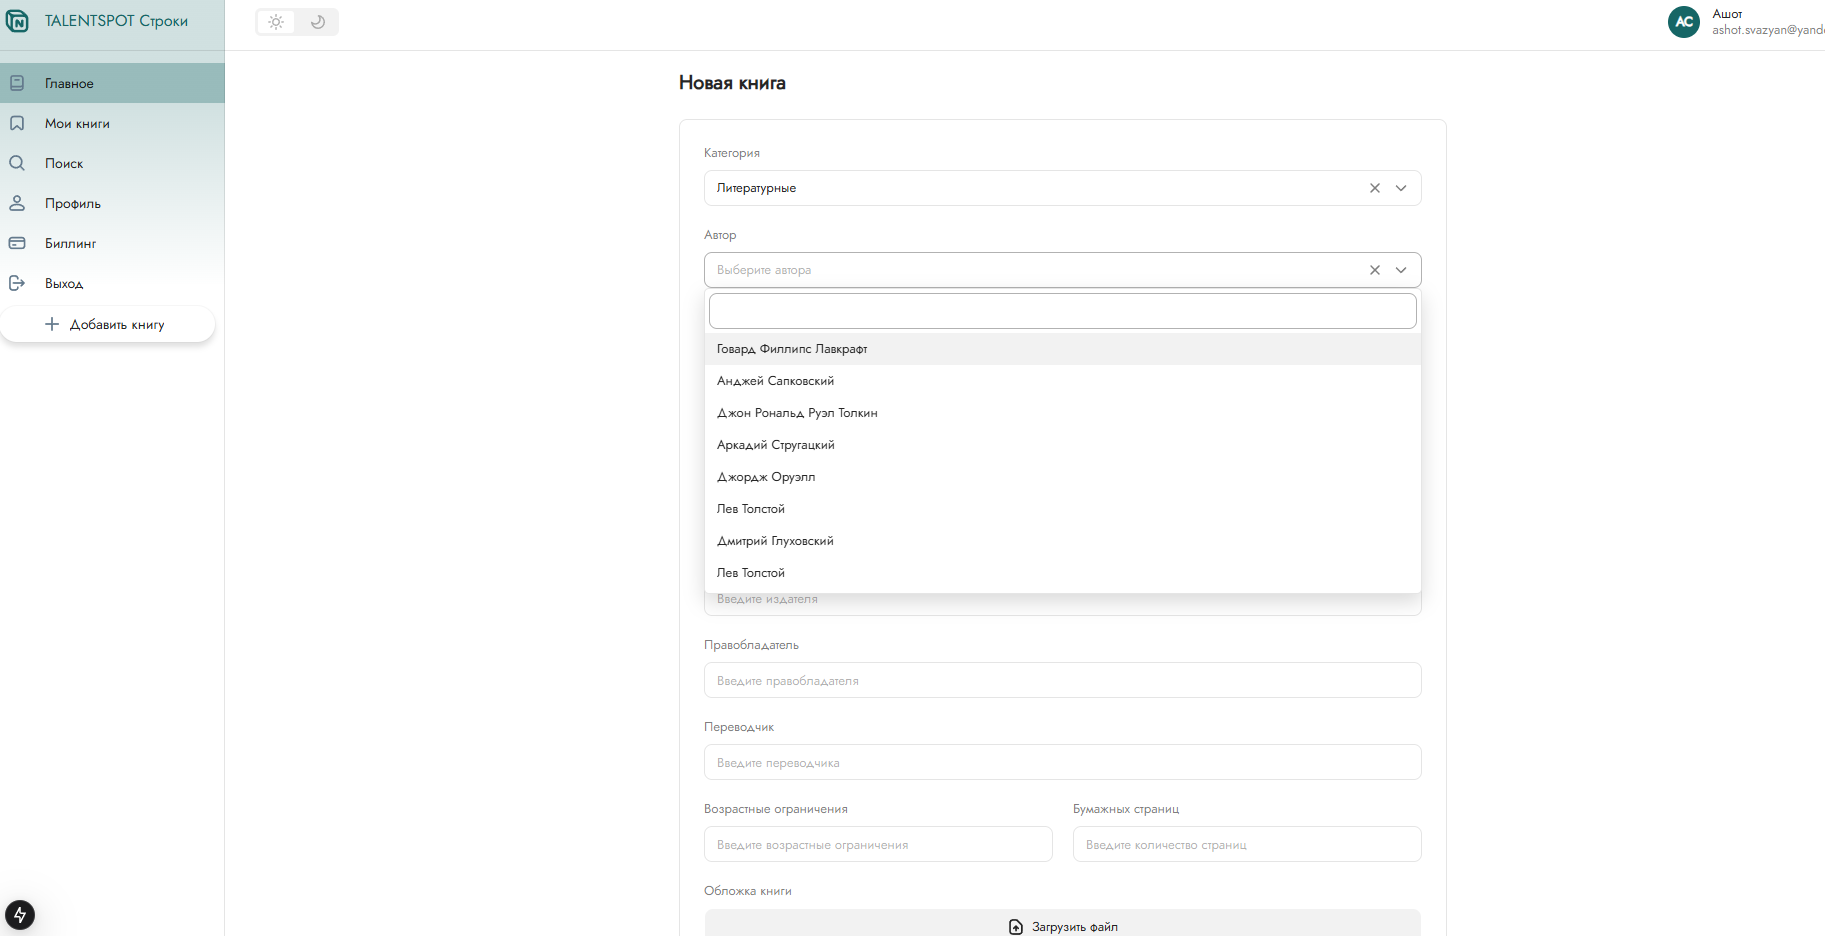 TALENTSPOT Строки
Ашот
AC
ashot.svazyan@yand
Главное
Мои книги
Поиск
Профиль
Биллинг
Выход
Добавить книгу
Новая книга
Категория
Литературные
Автор
Выберите автора
Говард Филлипс Лавкрафт
Анджей Сапковский
Джон Рональд Руэл Толкин
Аркадий Стругацкий
Джордж Оруэлл
Лев Толстой
Дмитрий Глуховский
Лев Толстой
Введите издателя
Правобладатель
Введите правобладателя
Переводчик
Введите переводчика
Возрастные ограничения
Бумажных страниц
Введите возрастные ограничения
Введите количество страниц
Обложка книги
Загрузить файл